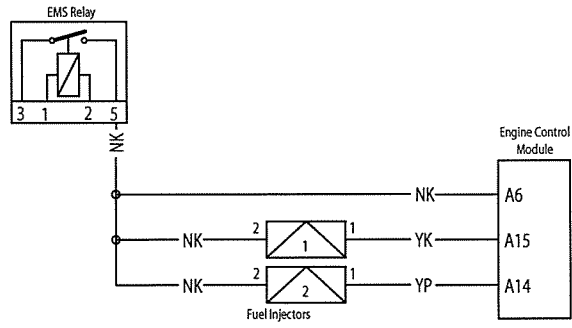 EMS Relay
3 1 2 5
NK
Engine Control
Module
NK A6
2 1
NK 1 YK A15
2 1
NK 2 YP A14
Fuel Injectors